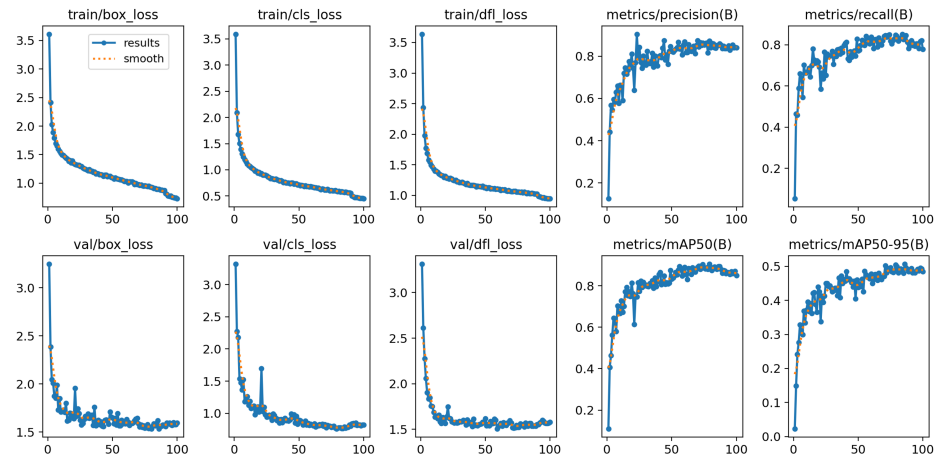 train/box_loss
train/cls_loss
train/dfl_loss
metrics/precision(B)
metrics/recall(B)
results
smooth
3.5
3.0
2.5
2.0
1.5
1.0
0 50 100
3.5
3.0
2.5
2.0
1.5
1.0
0.5
0 50 100
3.5
3.0
2.5
2.0
1.5
1.0
0 50 100
0.8
0.6
0.4
0.2
0 50 100
0.8
0.6
0.4
0.2
0 50 100
val/box_loss
val/cls_loss
val/dfl_loss
metrics/mAP50(B)
metrics/mAP50-95(B)
3.0
2.5
2.0
1.5
0 50 100
3.0
2.5
2.0
1.5
1.0
0 50 100
3.0
2.5
2.0
1.5
0 50 100
0.8
0.6
0.4
0.2
0 50 100
0.5
0.4
0.3
0.2
0.1
0.0
0 50 100